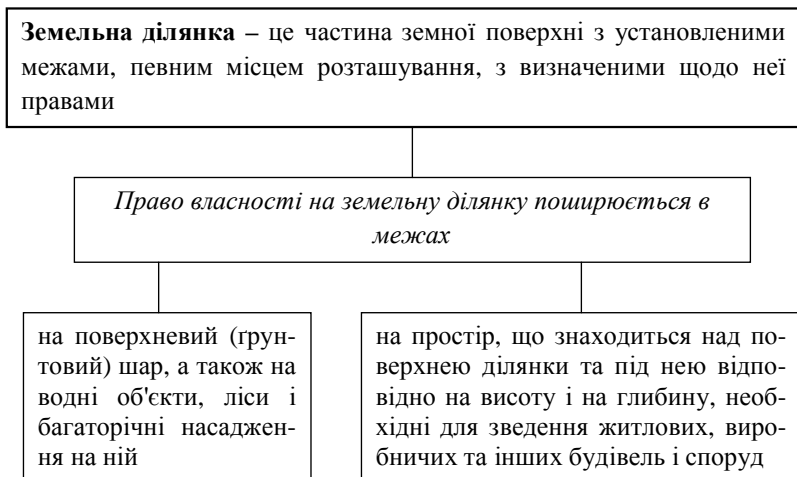 Земельна ділянка – це частина земної поверхні з установленими
межами, певним місцем розташування, з визначеними щодо неї
правами
Право власності на земельну ділянку поширюється в
межах
на поверхневий (ґрун-
товий) шар, а також на
водні об'єкти, ліси і
багаторічні насаджен-
ня на ній
на простір, що знаходиться над по-
верхнею ділянки та під нею відпо-
відно на висоту і на глибину, необ-
хідні для зведення житлових, виро-
бничих та інших будівель і споруд